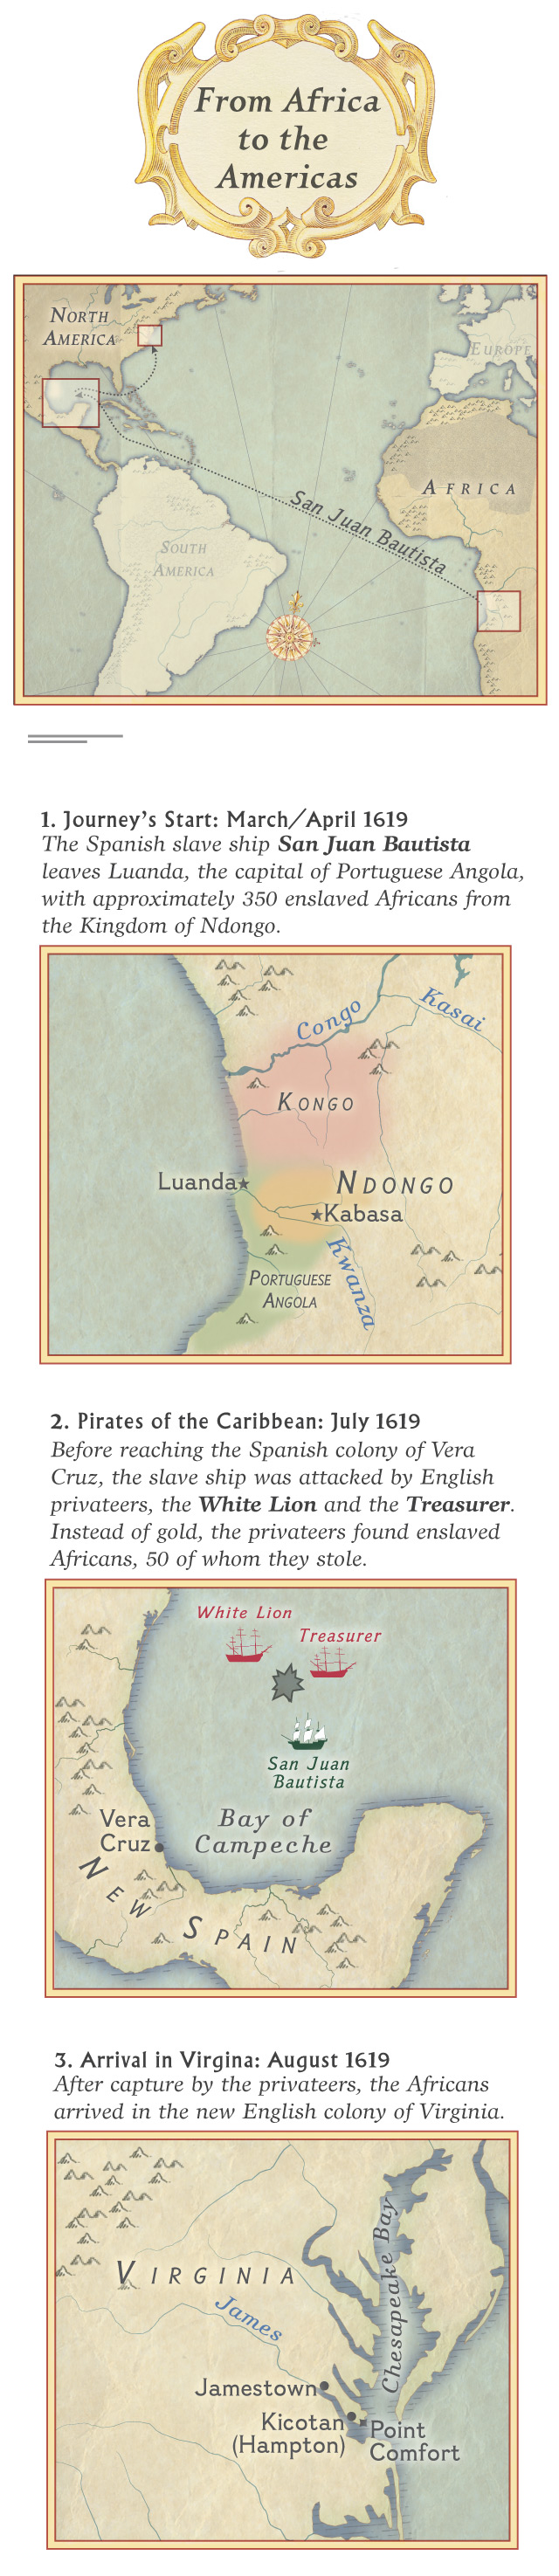 From Africa
to the
Americas
NORTH
AMERICA
EUROPE
AFRICA
San Juan Bautista
SOUTH
AMERICA
1. Journey's Start: March/April 1619
The Spanish slave ship San Juan Bautista
leaves Luanda, the capital of Portuguese Angola,
with approximately 350 enslaved Africans from
the Kingdom of Ndongo.
Congo
Kasai
KONGO
Luanda
NDONGO
Kabasa
Kwanza
PORTUGUESE
ANGOLA
2. Pirates of the Caribbean: July 1619
Before reaching the Spanish colony of Vera
Cruz, the slave ship was attacked by English
privateers, the White Lion and the Treasurer.
Instead of gold, the privateers found enslaved
Africans, 50 of whom they stole.
White Lion
Treasurer
San Juan
Bautista
Vera
Cruz
Bay of
Campeche
NEW SPAIN
3. Arrival in Virgina: August 1619
After capture by the privateers, the Africans
arrived in the new English colony of Virginia.
Chesapeake Bay
VIRGINIA
James
Jamestown
Kicotan
(Hampton)
Point
Comfort